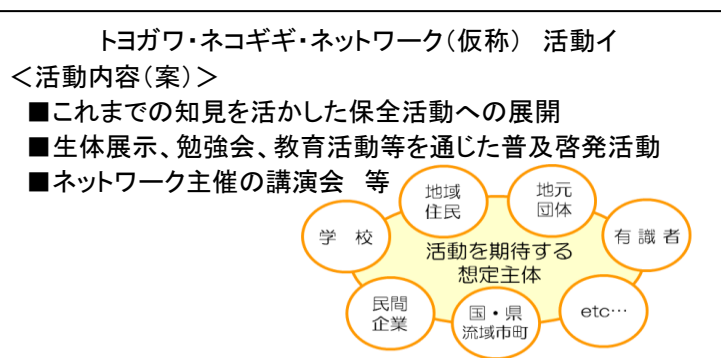 トヨガワ・ネコギギ・ネットワーク(仮称) 活動イ
<活動内容(案)>
■これまでの知見を活かした保全活動への展開
■生体展示、勉強会、教育活動等を通じた普及啓発活動
■ネットワーク主催の講演会 等
地域
住民
地元
団体
学 校
有 識 者
活動を期待する
想定主体
民間
企業
国・県
流域市町
etc…